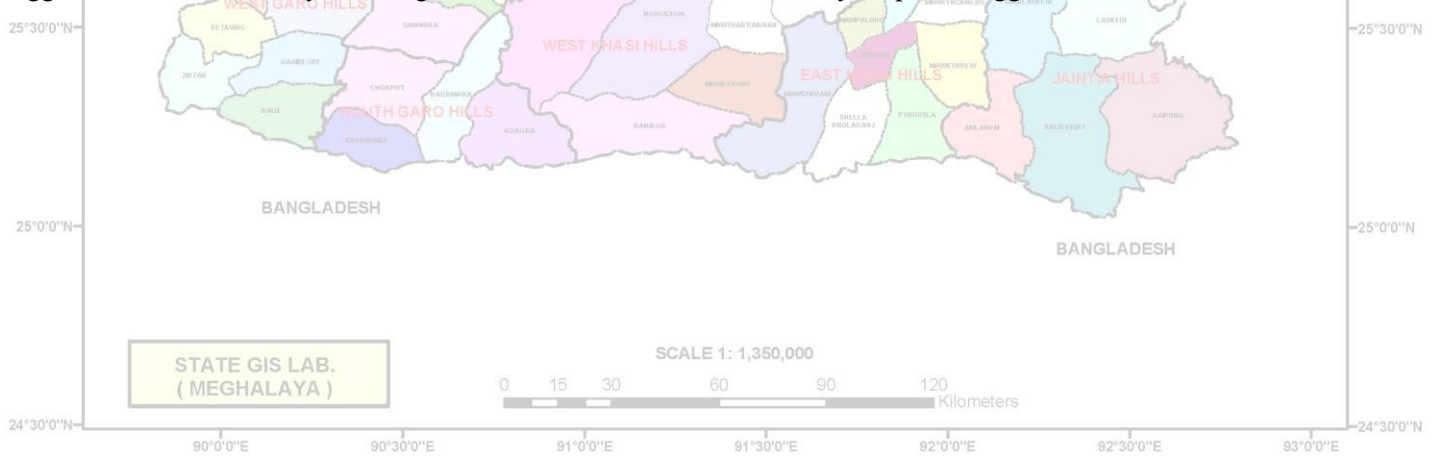 WEST GARO HILLS
25°30'0"N
25°30'0"N
BETASING
SAMANDA
NONGSTOIN
LASKEIN
WEST KHASI HILLS
ZIKZAK
GAMBEGRE
EAST KHASI HILLS
JAINTIA HILLS
CHOKPOT
BAGHMARA
MAWKYRWAT
MAWSYNRAM
DALU
SOUTH GARO HILLS
GASUAPARA
RONGRA
RANIKOR
SHELLA
BHOLAGANJ
PYNURSLA
AMLAREM
KHLIEHRIAT
SAIPUNG
BANGLADESH
25°0'0"N
25°0'0"N
BANGLADESH
STATE GIS LAB.
( MEGHALAYA )
SCALE 1: 1,350,000
0 15 30 60 90 120
Kilometers
24°30'0"N
24°30'0"N
90°0'0"E 90°30'0"E 91°0'0"E 91°30'0"E 92°0'0"E 92°30'0"E 93°0'0"E